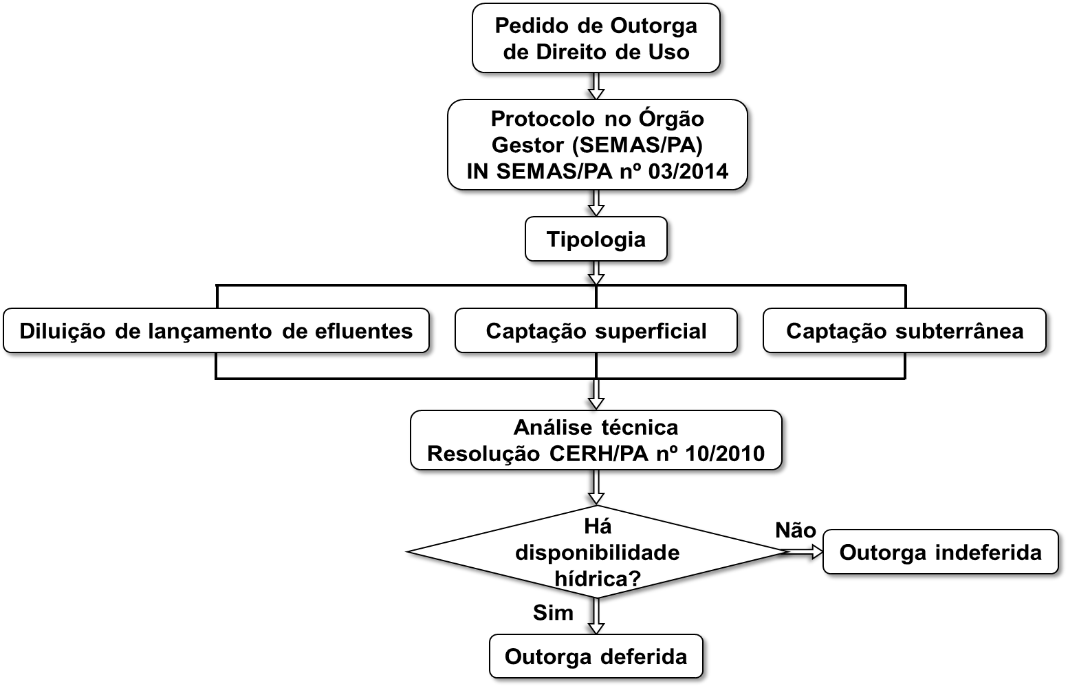 Pedido de Outorga
de Direito de Uso
Protocolo no Órgão
Gestor (SEMAS/PA)
IN SEMAS/PA nº 03/2014
Tipologia
Diluição de lançamento de efluentes
Captação superficial
Captação subterrânea
Análise técnica
Resolução CERH/PA nº 10/2010
Há
disponibilidade
hídrica?
Não
Outorga indeferida
Sim
Outorga deferida